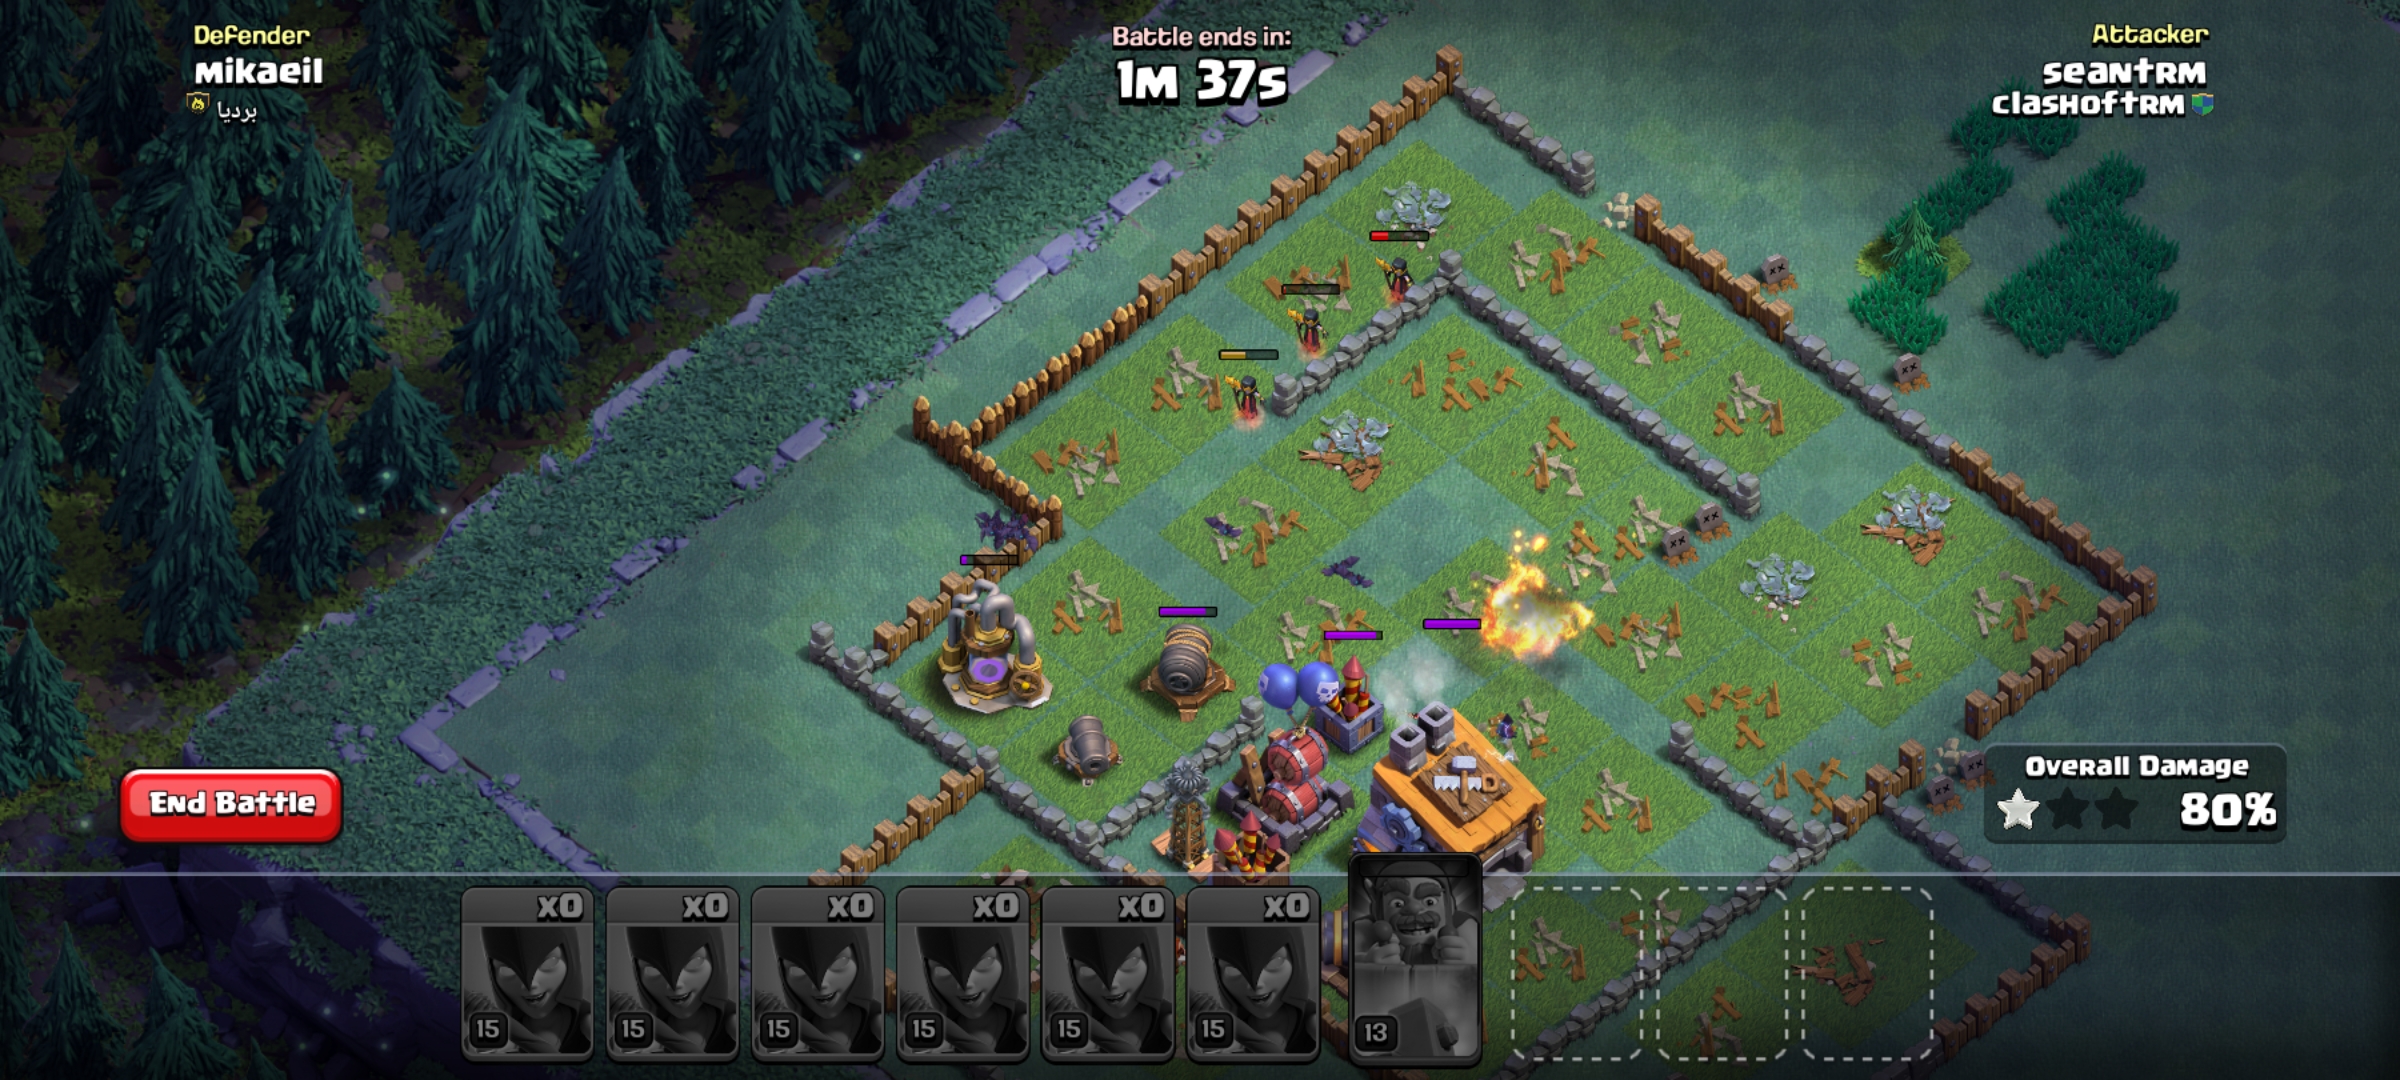 Defender
Mikaeil
برديا
Battle ends in:
1M 37s
Attacker
seantRM
clashoftRM
End Battle
Overall Damage
80%
x0
x0
x0
x0
x0
x0
15
15
15
15
15
15
13